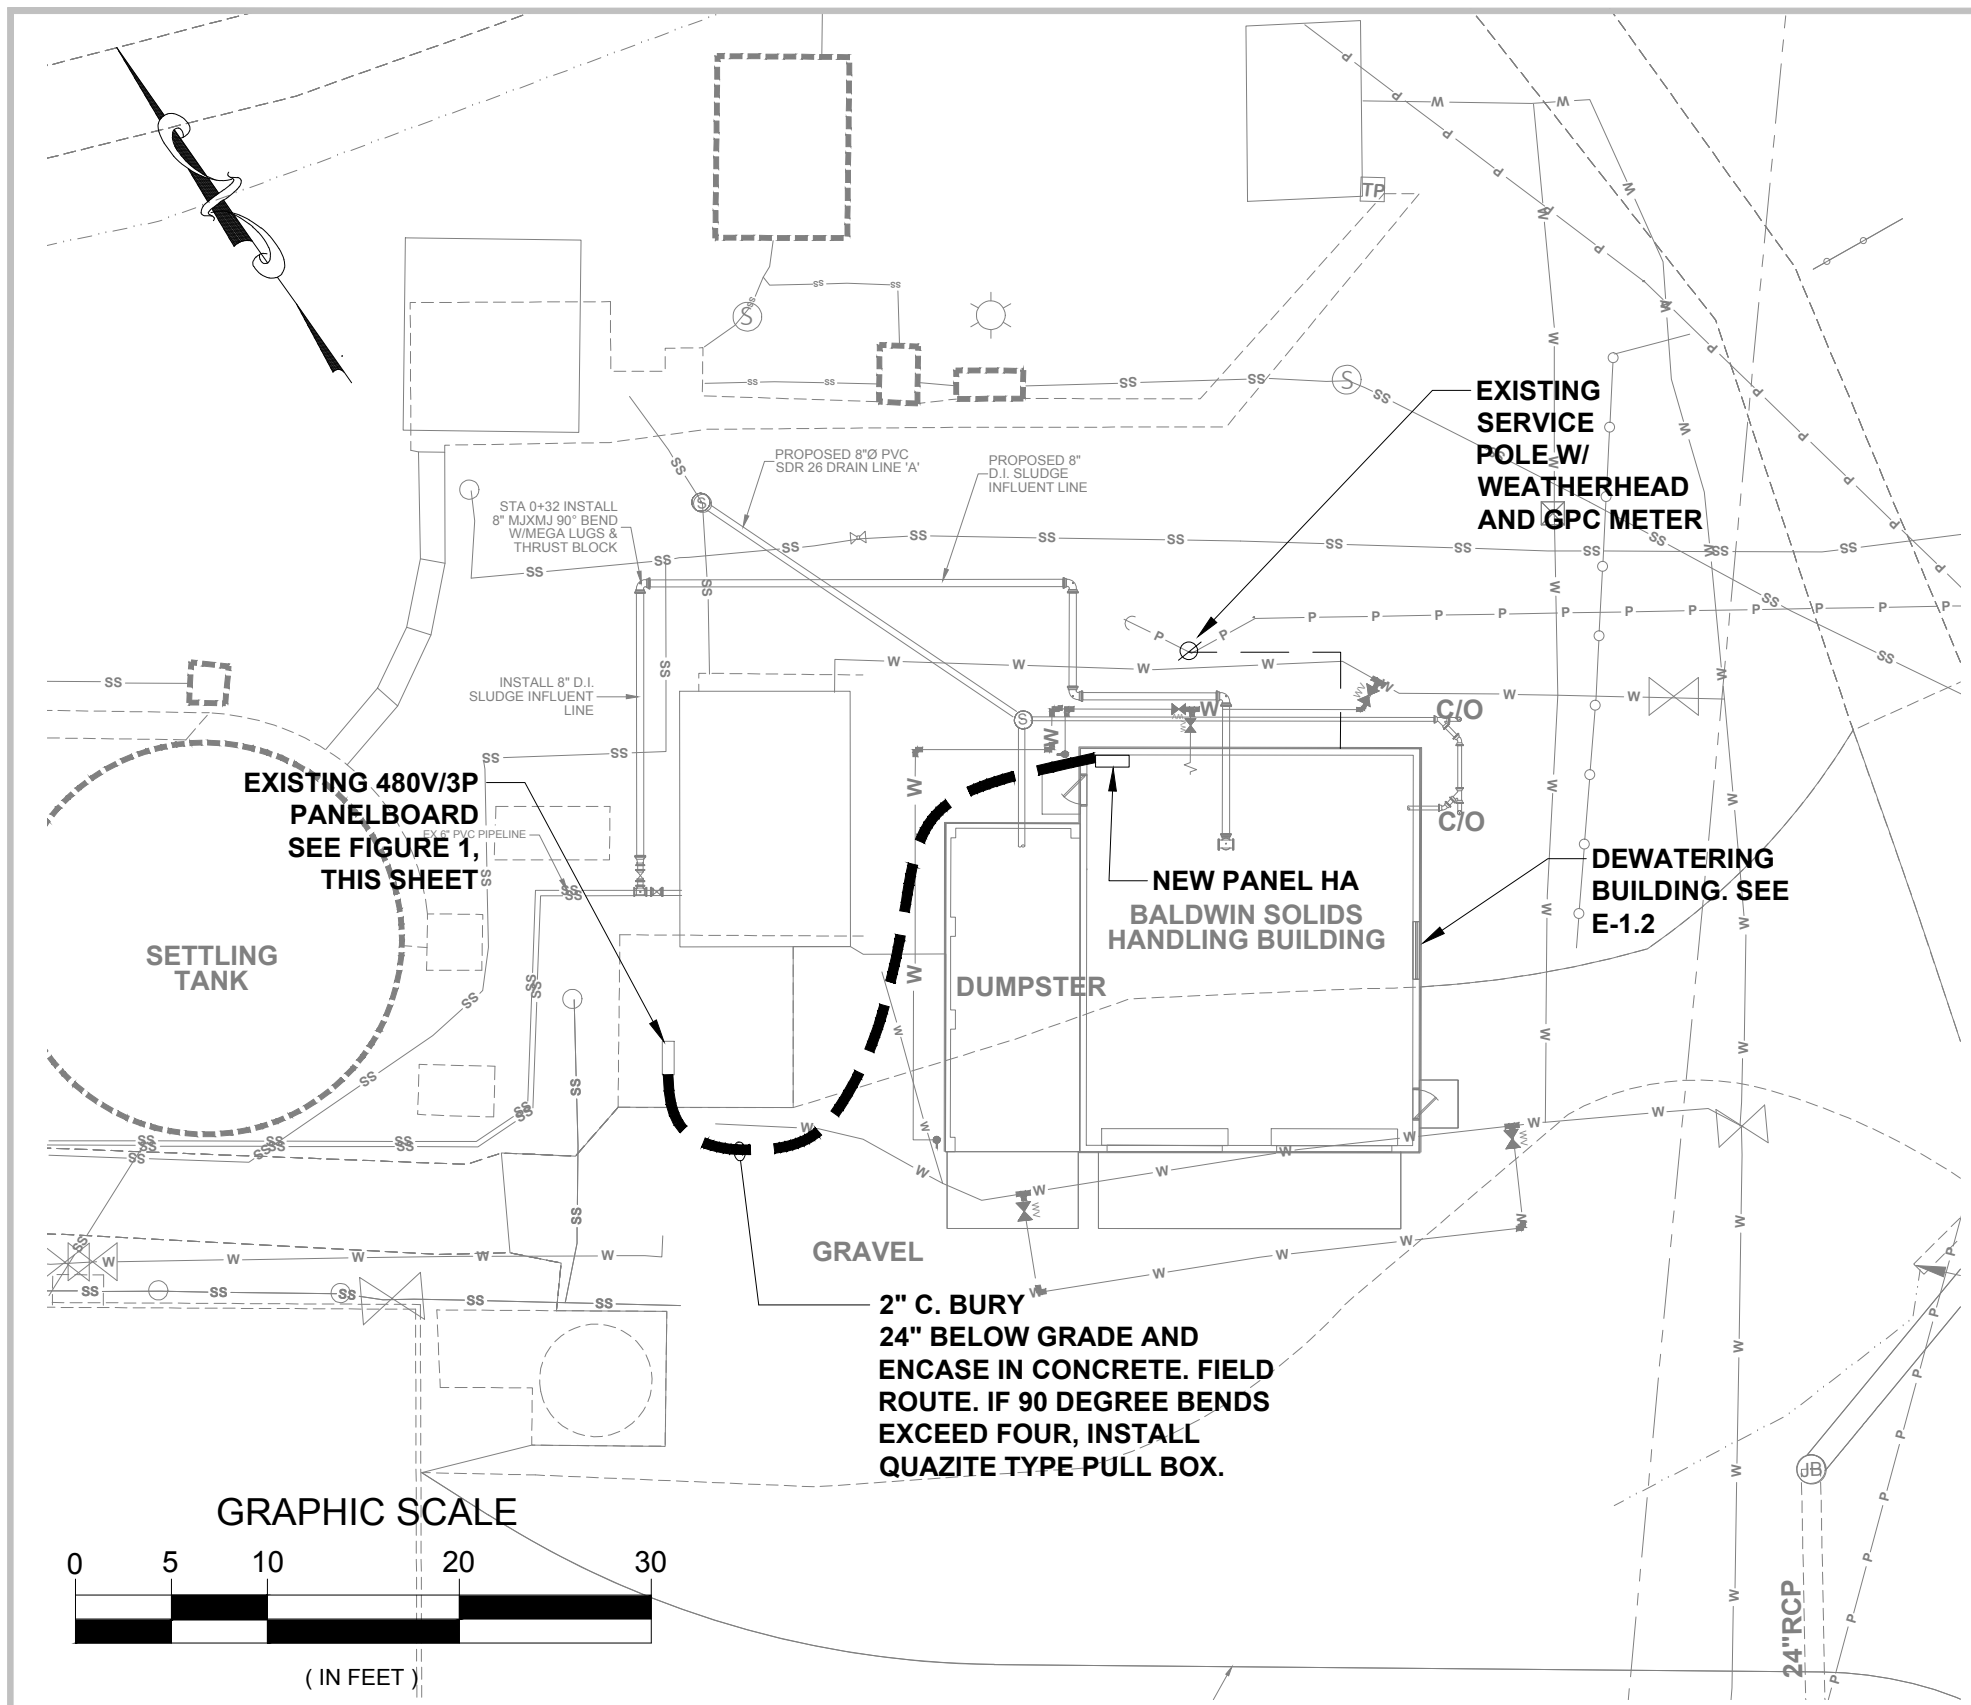 TP
S
S
EXISTING
SERVICE
POLE W/
WEATHERHEAD
AND GPC METER
PROPOSED 8"Ø PVC
SDR 26 DRAIN LINE 'A'
PROPOSED 8"
D.I. SLUDGE
INFLUENT LINE
STA 0+32 INSTALL
8" MJXMJ 90° BEND
W/MEGA LUGS &
THRUST BLOCK
S
INSTALL 8" D.I.
SLUDGE INFLUENT
LINE
S
C/O
C/O
EXISTING 480V/3P
PANELBOARD
SEE FIGURE 1,
THIS SHEET
EX 6" PVC PIPELINE
NEW PANEL HA
BALDWIN SOLIDS
HANDLING BUILDING
DEWATERING
BUILDING. SEE
E-1.2
SETTLING
TANK
DUMPSTER
GRAVEL
2" C. BURY
24" BELOW GRADE AND
ENCASE IN CONCRETE. FIELD
ROUTE. IF 90 DEGREE BENDS
EXCEED FOUR, INSTALL
QUAZITE TYPE PULL BOX.
JB
24"RCP
GRAPHIC SCALE
0 5 10 20 30
( IN FEET )